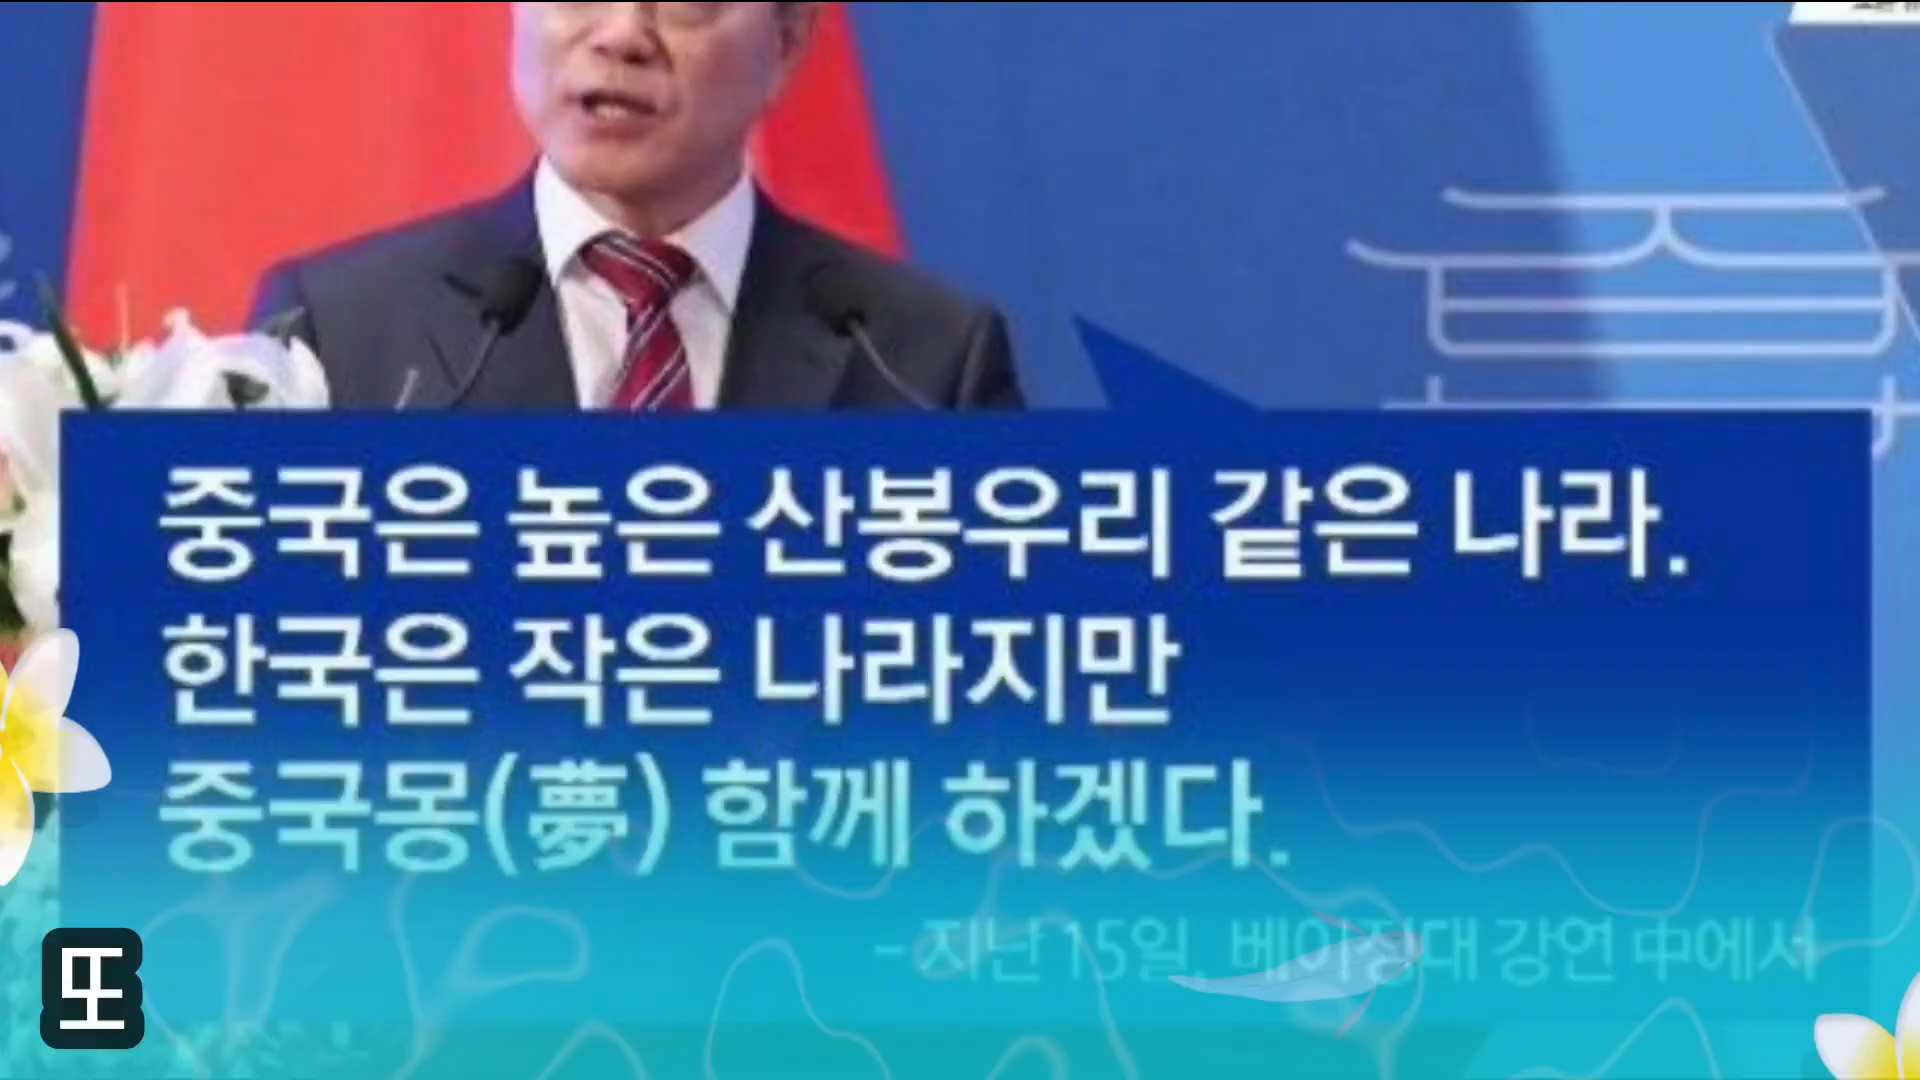 중국은 높은 산봉우리 같은 나라.
한국은 작은 나라지만
중국몽(夢) 함께 하겠다.
- 지난 15일, 베이징대 강연 中에서
또